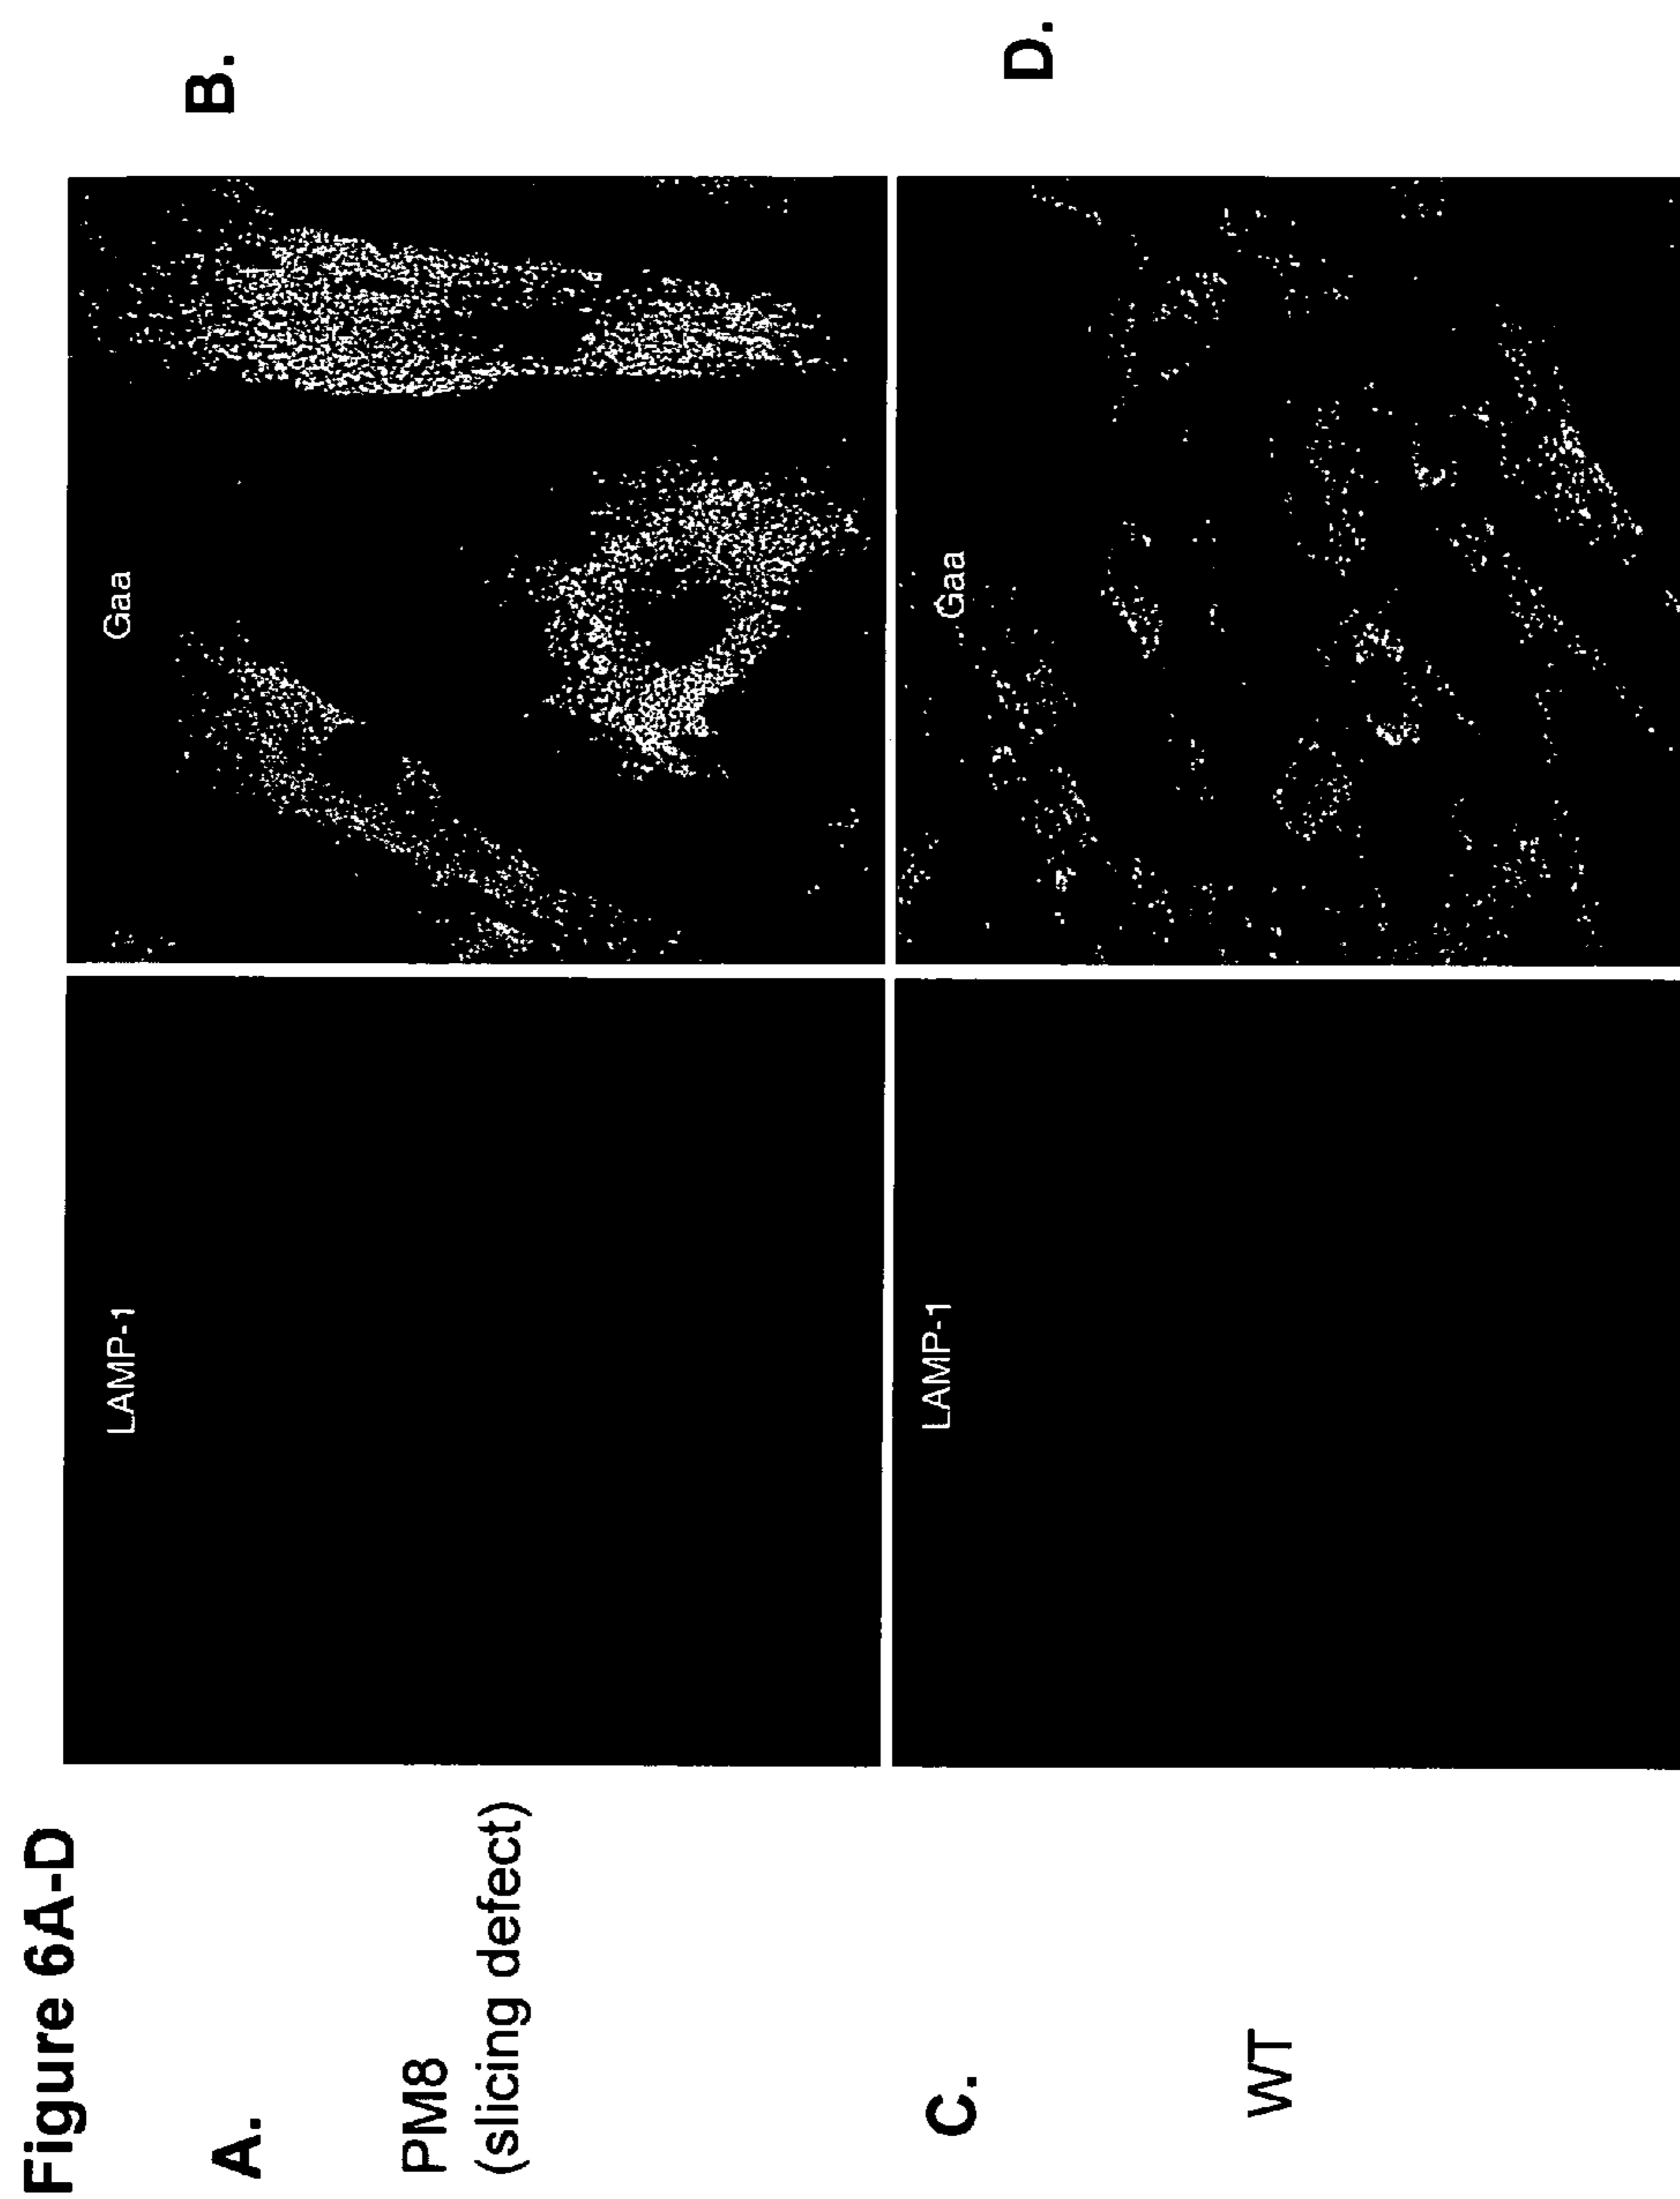 Figure 6A-D
A.
LAMP-1
Gaa
B.
PM8
(slicing defect)
C.
LAMP-1
Gaa
D.
WT